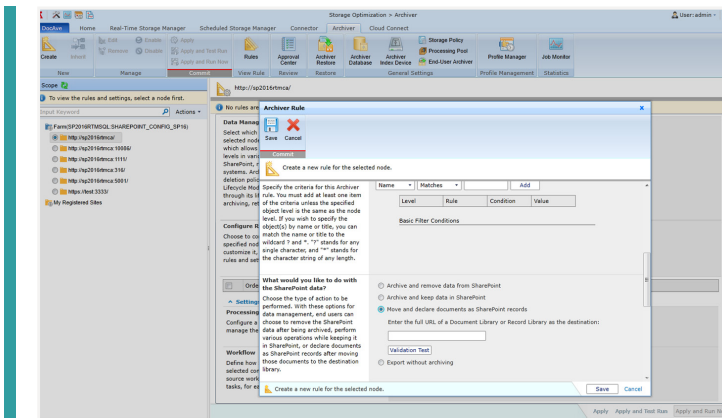 Storage Optimization > Archiver
User: admin
DocAve Home Real-Time Storage Manager Scheduled Storage Manager Connector Archiver Cloud Connect
Create
Inherit
Edit
Remove
Enable
Disable
Apply
Apply and Test Run
Apply and Run Now
Rules
Approval Center
Archiver Restore
Archiver Database
Archiver Index Device
Storage Policy
Processing Pool
End-User Archiver
Profile Manager
Job Monitor
New Manage Commit View Rule Review Restore General Settings Profile Management Statistics
Scope
To view the rules and settings, select a node first.
Input Keyword
Actions
Farm(SP2016RTMSQL:SHAREPOINT_CONFIG_SP16)
http://sp2016rtmca/
http://sp2016rtmca:10086/
http://sp2016rtmca:1111/
http://sp2016rtmca:316/
http://sp2016rtmca:5001/
https://test:3333/
My Registered Sites
http://sp2016rtmca/
No rules are
Data Manag
Select which
selected node
which allows
levels in vari
SharePoint, n
systems. Arc
deletion polic
Lifecycle Mod
through its lif
archiving, ret
Configure R
Choose to co
specified nod
customize it,
rules and set
Orde
Settings
Processing
Configure a
manage the
Workflow
Define how
selected con
source work
tasks, for ea
Archiver Rule
Save Cancel
Commit
Create a new rule for the selected node.
Specify the criteria for this Archiver
rule. You must add at least one item
of the criteria unless the specified
object level is the same as the node
level. If you wish to specify the
object(s) by name or title, you can
match the name or title to the
wildcard ? and *. "?" stands for any
single character, and "*" stands for
the character string of any length.
Name Matches Add
Level Rule Condition Value
Basic Filter Conditions
What would you like to do with
the SharePoint data?
Choose the type of action to be
performed. With these options for
data management, end users can
choose to remove the SharePoint
data after being archived, perform
various operations while keeping it
in SharePoint, or declare documents
as SharePoint records after moving
those documents to the destination
library.
Archive and remove data from SharePoint
Archive and keep data in SharePoint
Move and declare documents as SharePoint records
Enter the full URL of a Document Library or Record Library as the destination:
Validation Test
Export without archiving
Create a new rule for the selected node.
Save Cancel
Apply Apply and Test Run Apply and Run N